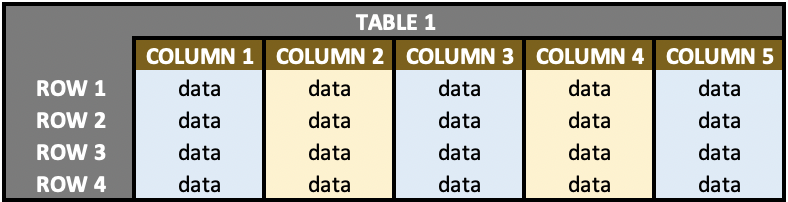 TABLE 1
COLUMN 1 COLUMN 2 COLUMN 3 COLUMN 4 COLUMN 5
ROW 1 data data data data data
ROW 2 data data data data data
ROW 3 data data data data data
ROW 4 data data data data data